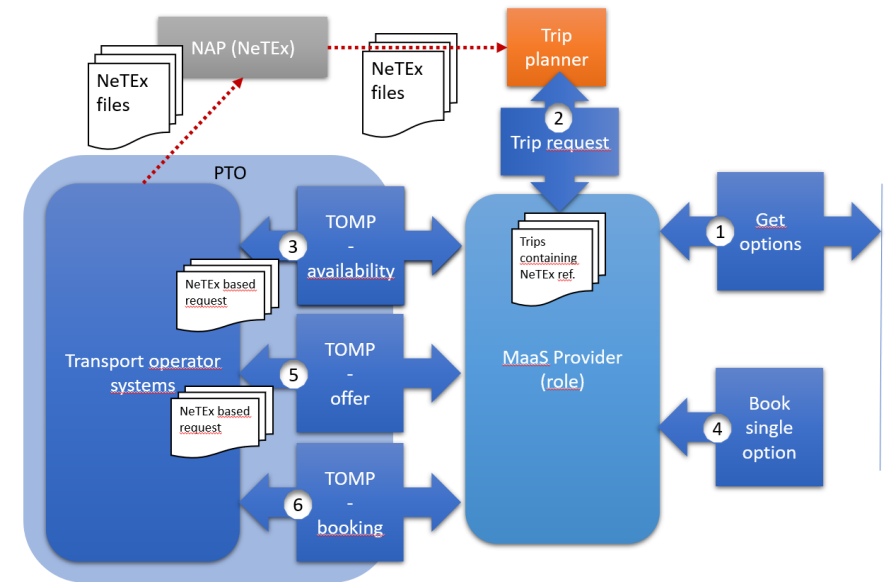 NAP (NeTEx)
NeTEx
files
NeTEx
files
Trip
planner
2
Trip request
PTO
TOMP
-
availability
3
NeTEx based
request
Trips
containing
NeTEx ref.
1
Get
options
Transport operator
systems
TOMP
-
offer
5
NeTEx based
request
MaaS Provider
(role)
4
Book
single
option
TOMP
-
booking
6